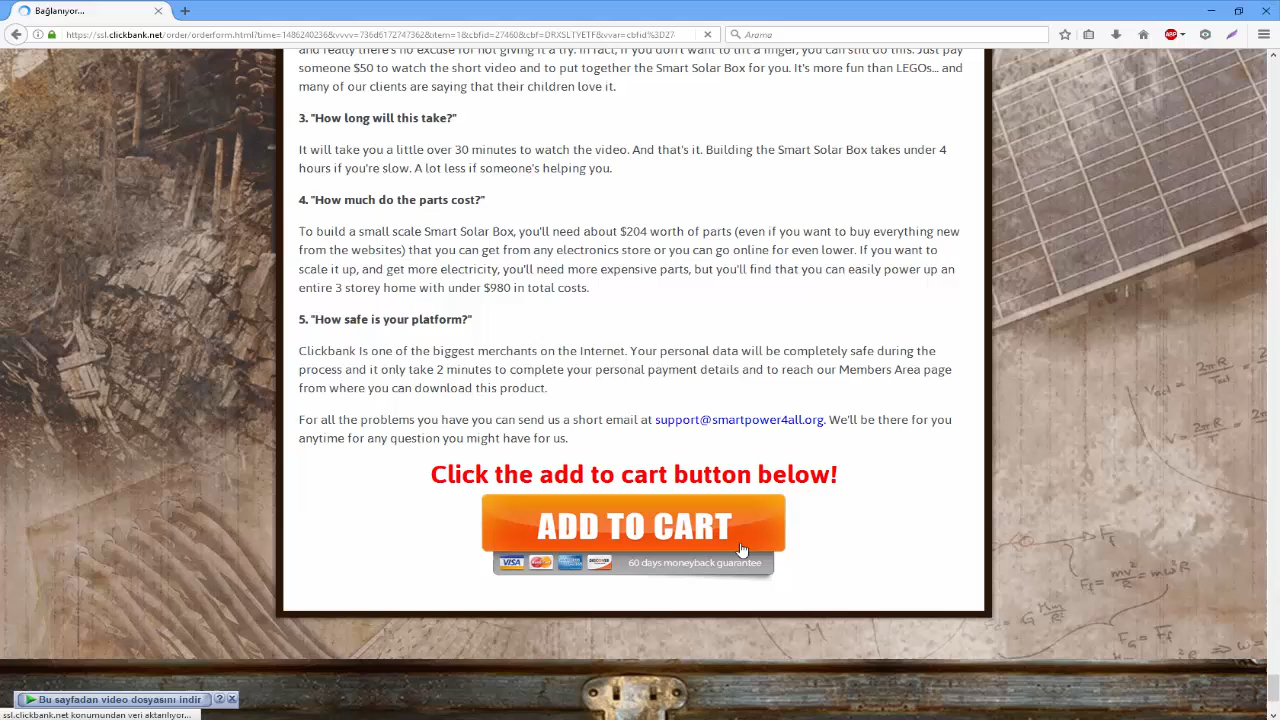 Bağlanıyor...
https://ssl.clickbank.net/order/orderform.html?time=1486240236&vvvv=736d6172747362&item=1&cbfid=27460&cbf=DRXSLTYETF&vvar=cbfid%3D27
Arama
ABP
and really there's no excuse for not giving it a try. In fact, if you don't want to lift a finger, you can still do this. Just pay
someone $50 to watch the short video and to put together the Smart Solar Box for you. It's more fun than LEGOs... and
many of our clients are saying that their children love it.
3. "How long will this take?"
It will take you a little over 30 minutes to watch the video. And that's it. Building the Smart Solar Box takes under 4
hours if you're slow. A lot less if someone's helping you.
4. "How much do the parts cost?"
To build a small scale Smart Solar Box, you'll need about $204 worth of parts (even if you want to buy everything new
from the websites) that you can get from any electronics store or you can go online for even lower. If you want to
scale it up, and get more electricity, you'll need more expensive parts, but you'll find that you can easily power up an
entire 3 storey home with under $980 in total costs.
5. "How safe is your platform?"
Clickbank Is one of the biggest merchants on the Internet. Your personal data will be completely safe during the
process and it only take 2 minutes to complete your personal payment details and to reach our Members Area page
from where you can download this product.
For all the problems you have you can send us a short email at support@smartpower4all.org. We'll be there for you
anytime for any question you might have for us.
Click the add to cart button below!
ADD TO CART
VISA MasterCard DISCOVER 60 days moneyback guarantee
Bu sayfadan video dosyasını indir
ssl.clickbank.net konumundan veri aktarılıyor...